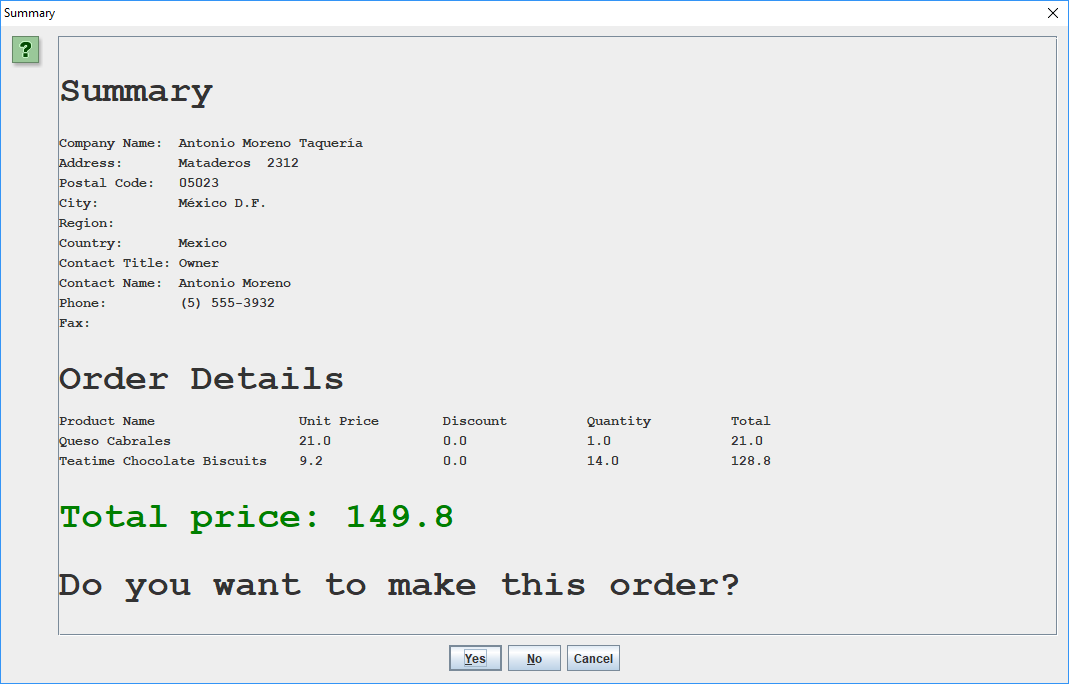 Summary
?
Summary
Company Name: Antonio Moreno Taquería
Address: Mataderos  2312
Postal Code: 05023
City: México D.F.
Region:
Country: Mexico
Contact Title: Owner
Contact Name: Antonio Moreno
Phone: (5) 555-3932
Fax:
Order Details
Product Name Unit Price Discount Quantity Total
Queso Cabrales 21.0 0.0 1.0 21.0
Teatime Chocolate Biscuits 9.2 0.0 14.0 128.8
Total price: 149.8
Do you want to make this order?
Yes No Cancel